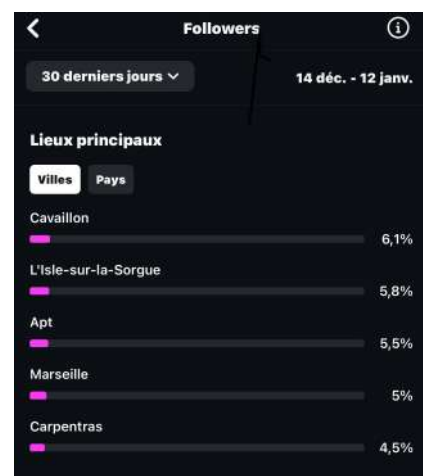 Followers
30 derniers jours
14 déc. - 12 janv.
Lieux principaux
Villes Pays
Cavaillon
6,1%
L'Isle-sur-la-Sorgue
5,8%
Apt
5,5%
Marseille
5%
Carpentras
4,5%